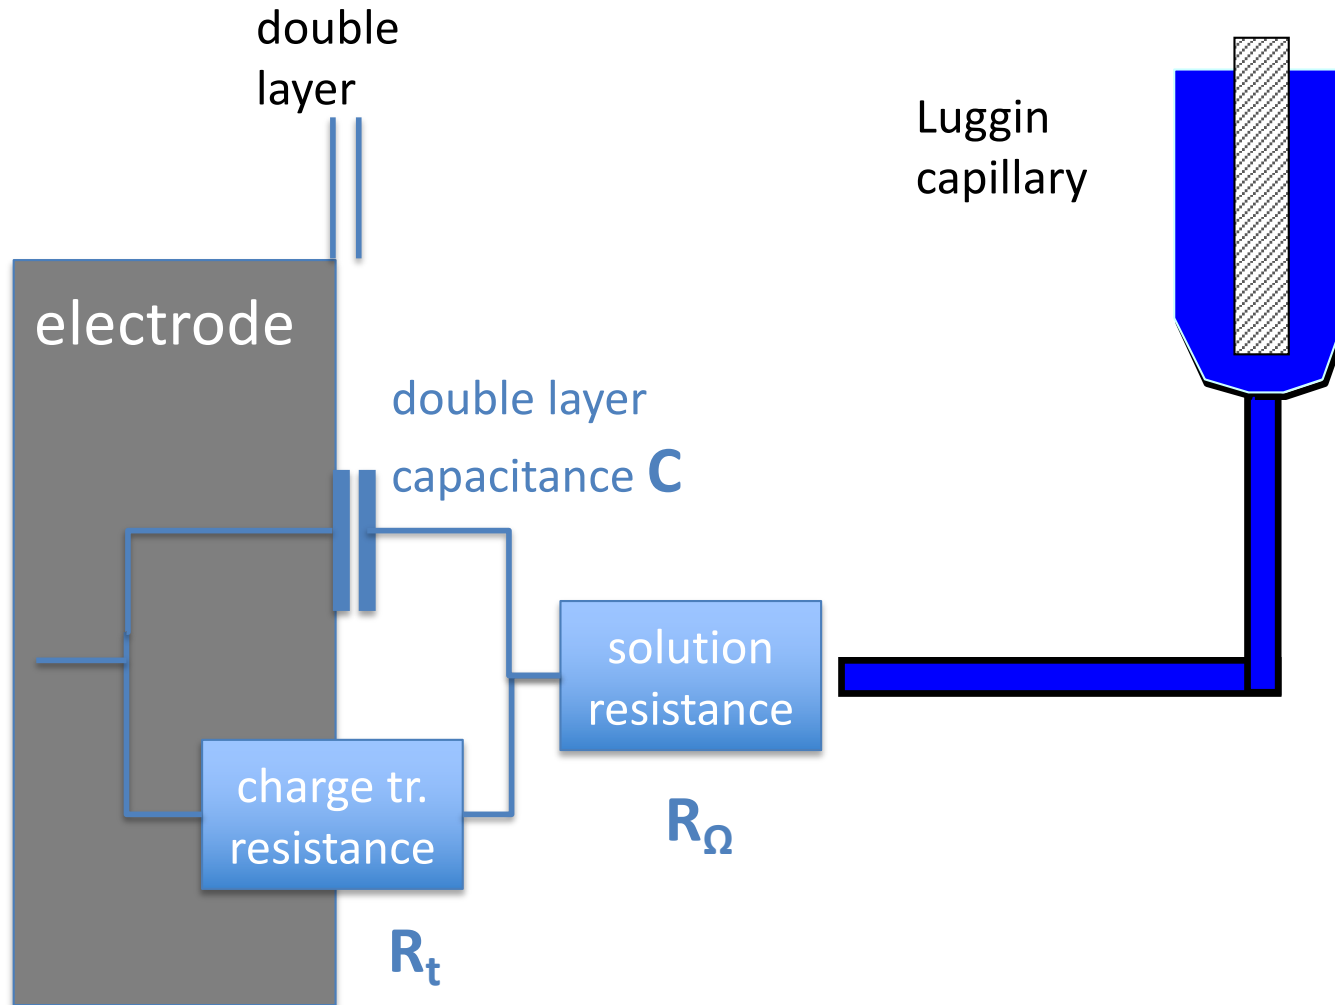 double
layer
Luggin
capillary
electrode
double layer
capacitance C
solution
resistance
charge tr.
resistance
RΩ
Rt